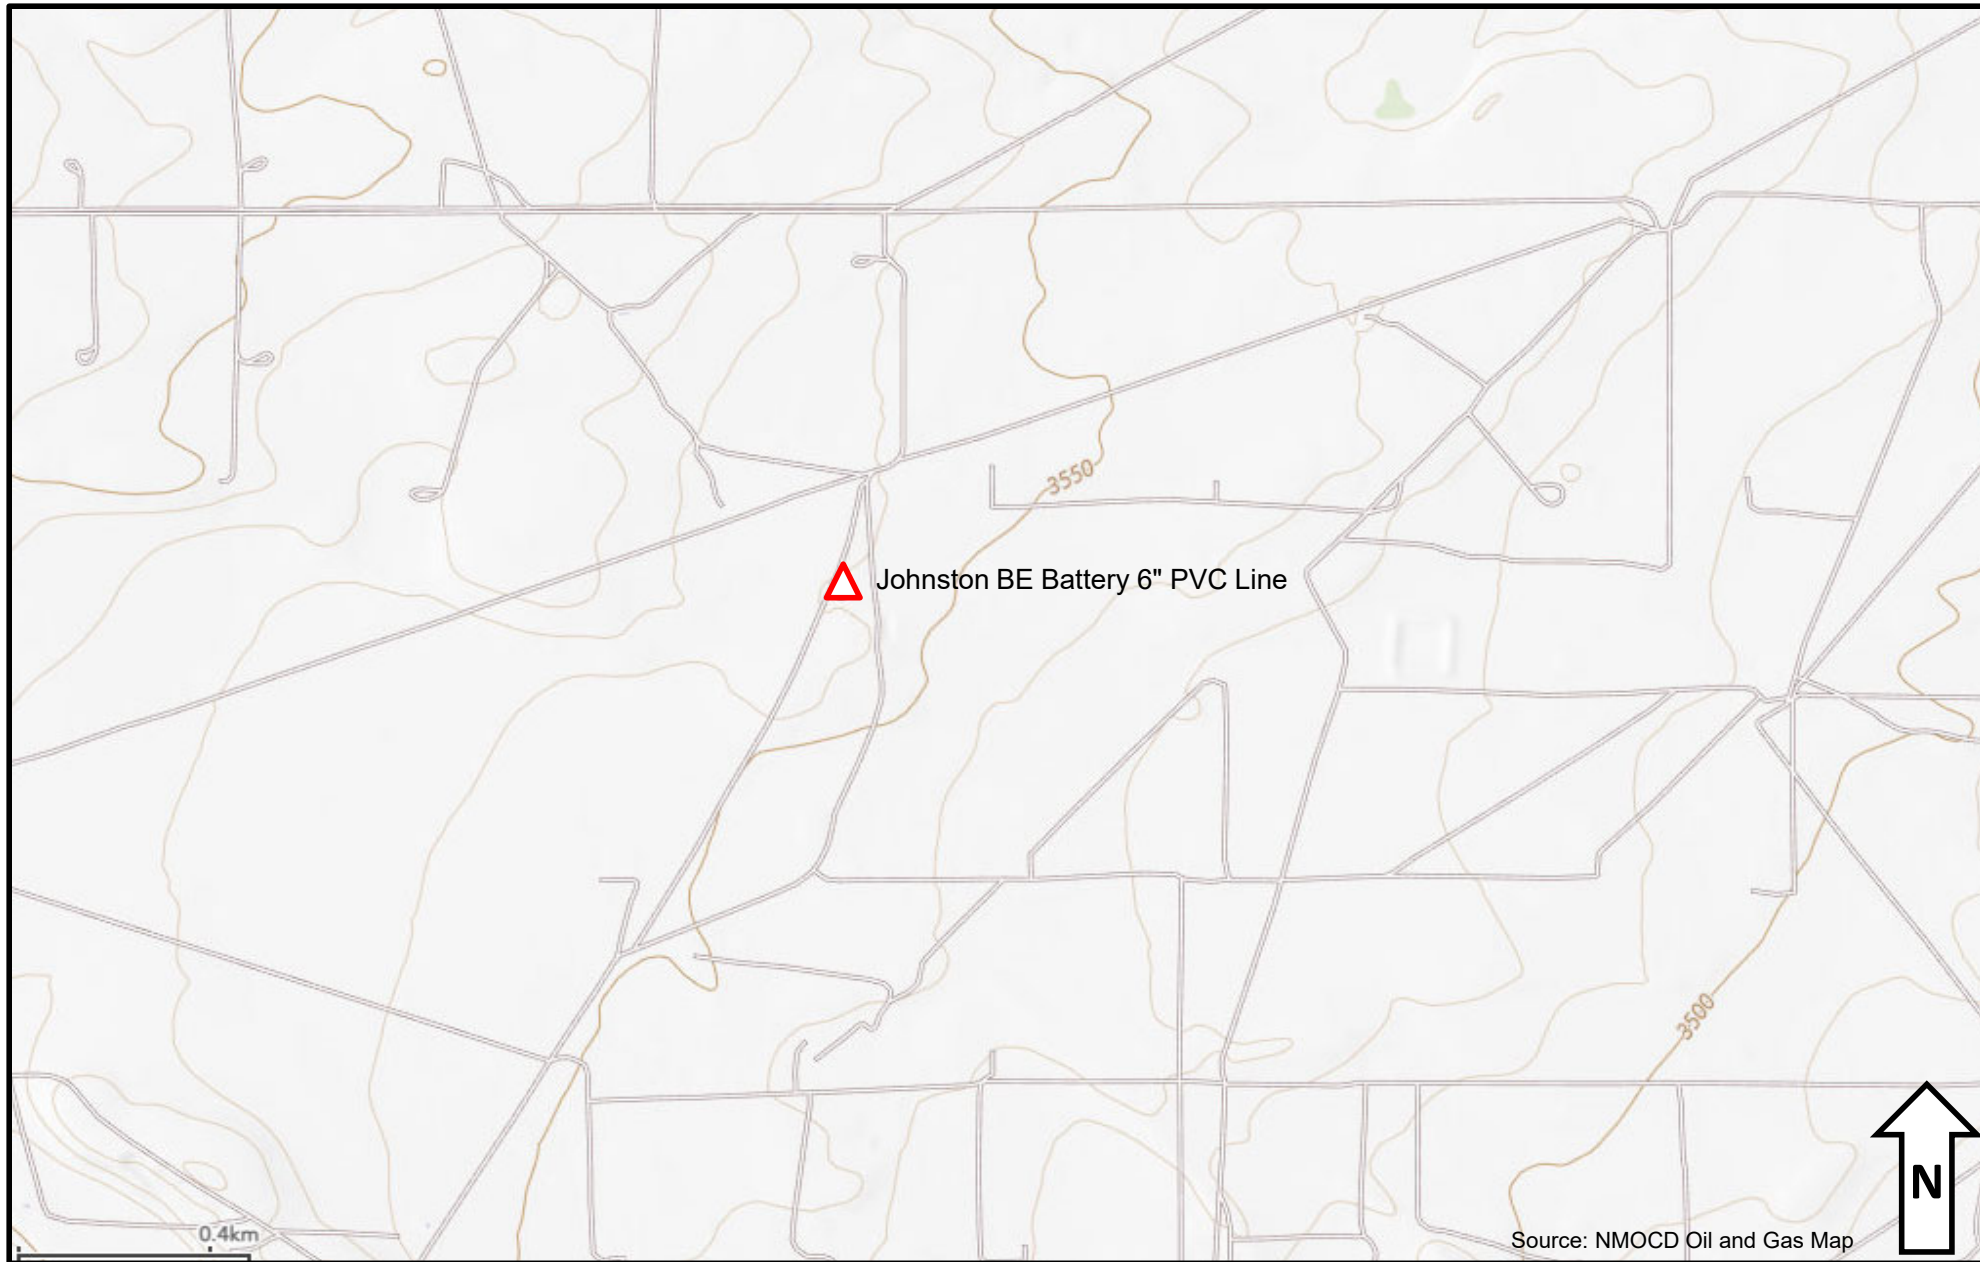 3550
Johnston BE Battery 6" PVC Line
3500
N
0.4km
Source: NMOCD Oil and Gas Map